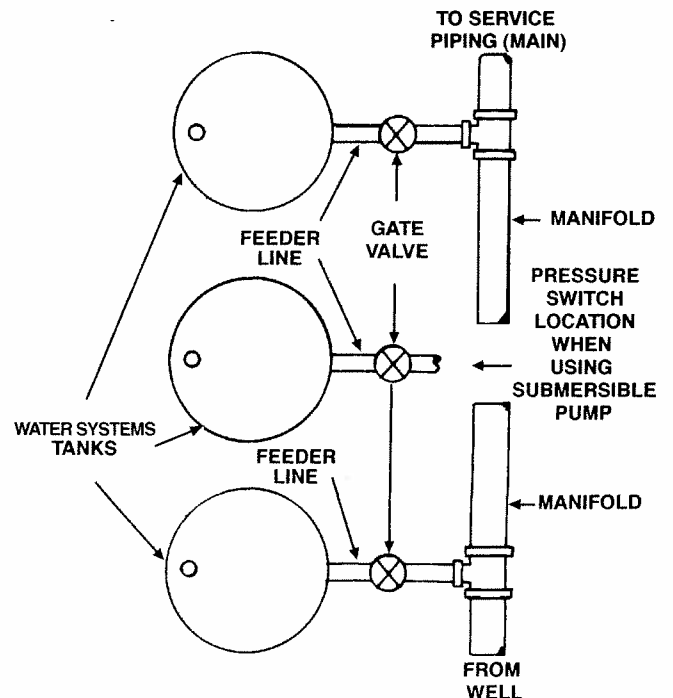 TO SERVICE
PIPING (MAIN)
FEEDER
LINE
GATE
VALVE
MANIFOLD
PRESSURE
SWITCH
LOCATION
WHEN
USING
SUBMERSIBLE
PUMP
WATER SYSTEMS
TANKS
FEEDER
LINE
MANIFOLD
FROM
WELL